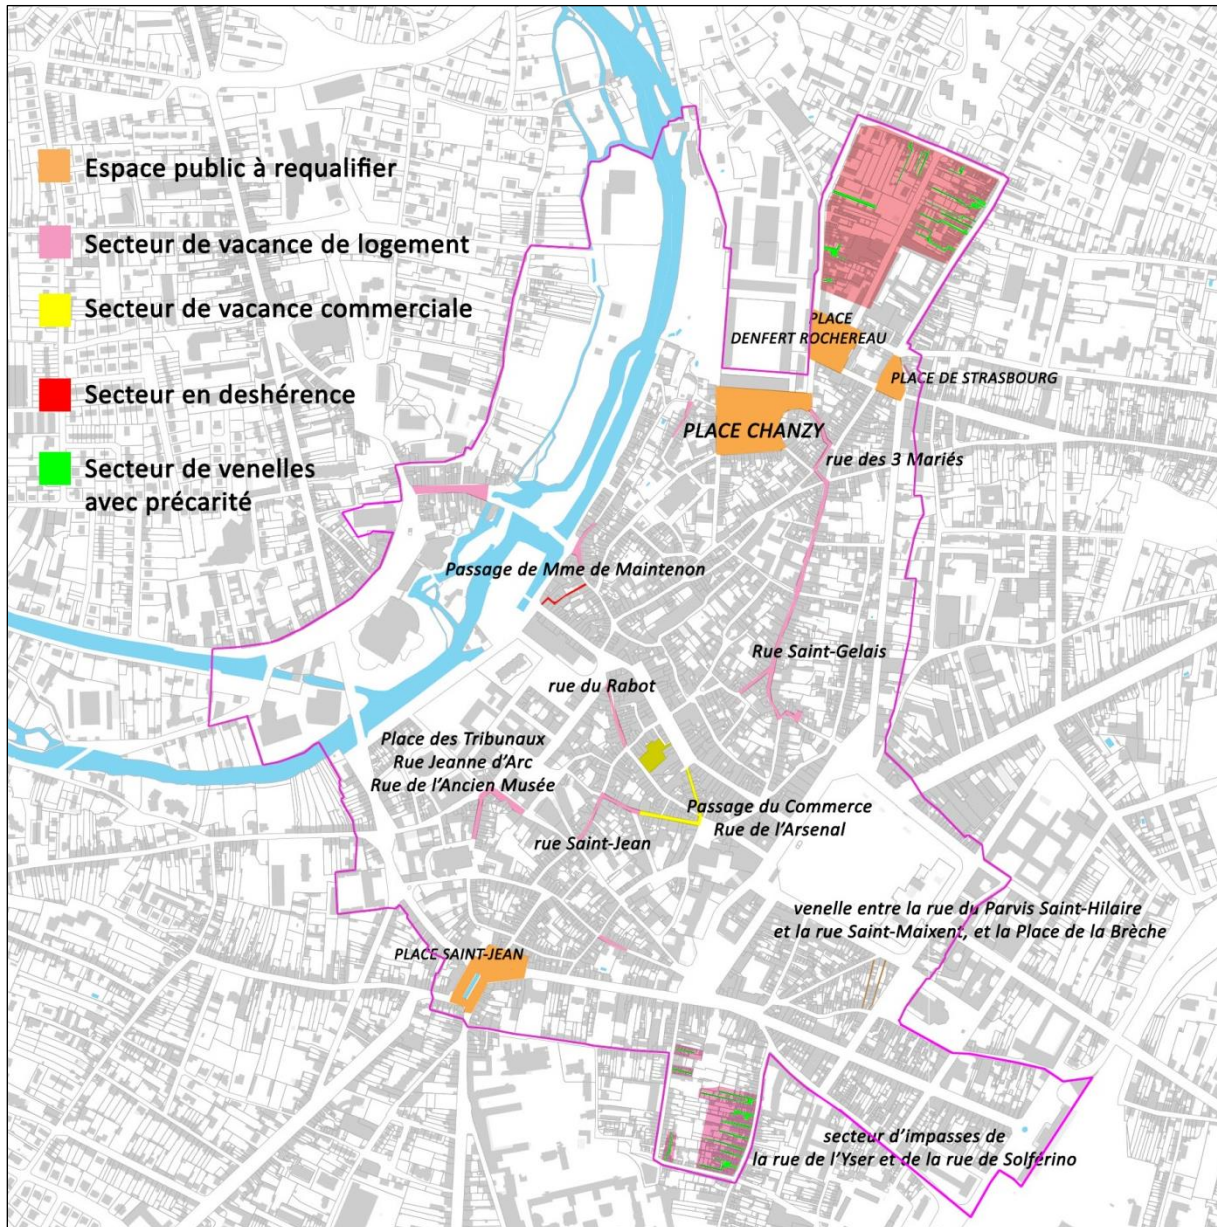 Espace public à requalifier
Secteur de vacance de logement
Secteur de vacance commerciale
Secteur en deshérence
Secteur de venelles
avec précarité
PLACE
DENFERT ROCHEREAU
PLACE DE STRASBOURG
PLACE CHANZY
rue des 3 Mariés
Passage de Mme de Maintenon
Rue Saint-Gelais
rue du Rabot
Place des Tribunaux
Rue Jeanne d'Arc
Rue de l'Ancien Musée
Passage du Commerce
Rue de l'Arsenal
rue Saint-Jean
venelle entre la rue du Parvis Saint-Hilaire
et la rue Saint-Maixent, et la Place de la Brèche
PLACE SAINT-JEAN
secteur d'impasses de
la rue de l'Yser et de la rue de Solférino